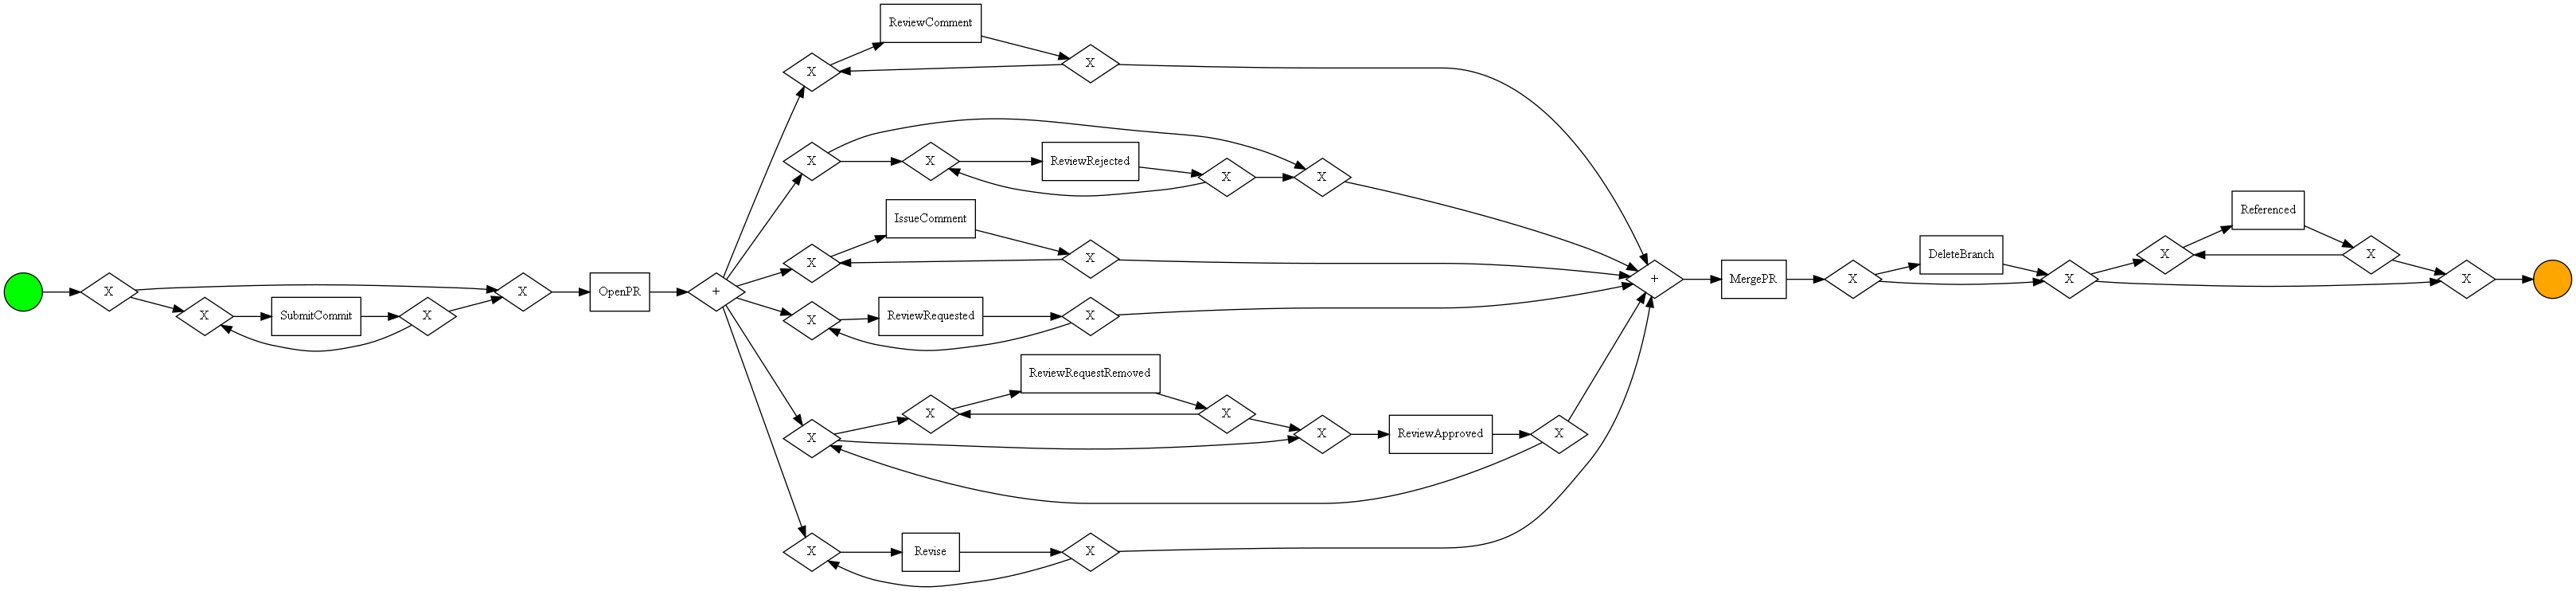 ReviewComment
X
X
X
X
ReviewRejected
X
X
IssueComment
X
X
Referenced
X
X
DeleteBranch
X
SubmitCommit
X
X
X
OpenPR
+
X
ReviewRequested
X
+
MergePR
X
X
X
ReviewRequestRemoved
X
X
X
X
ReviewApproved
X
X
Revise
X